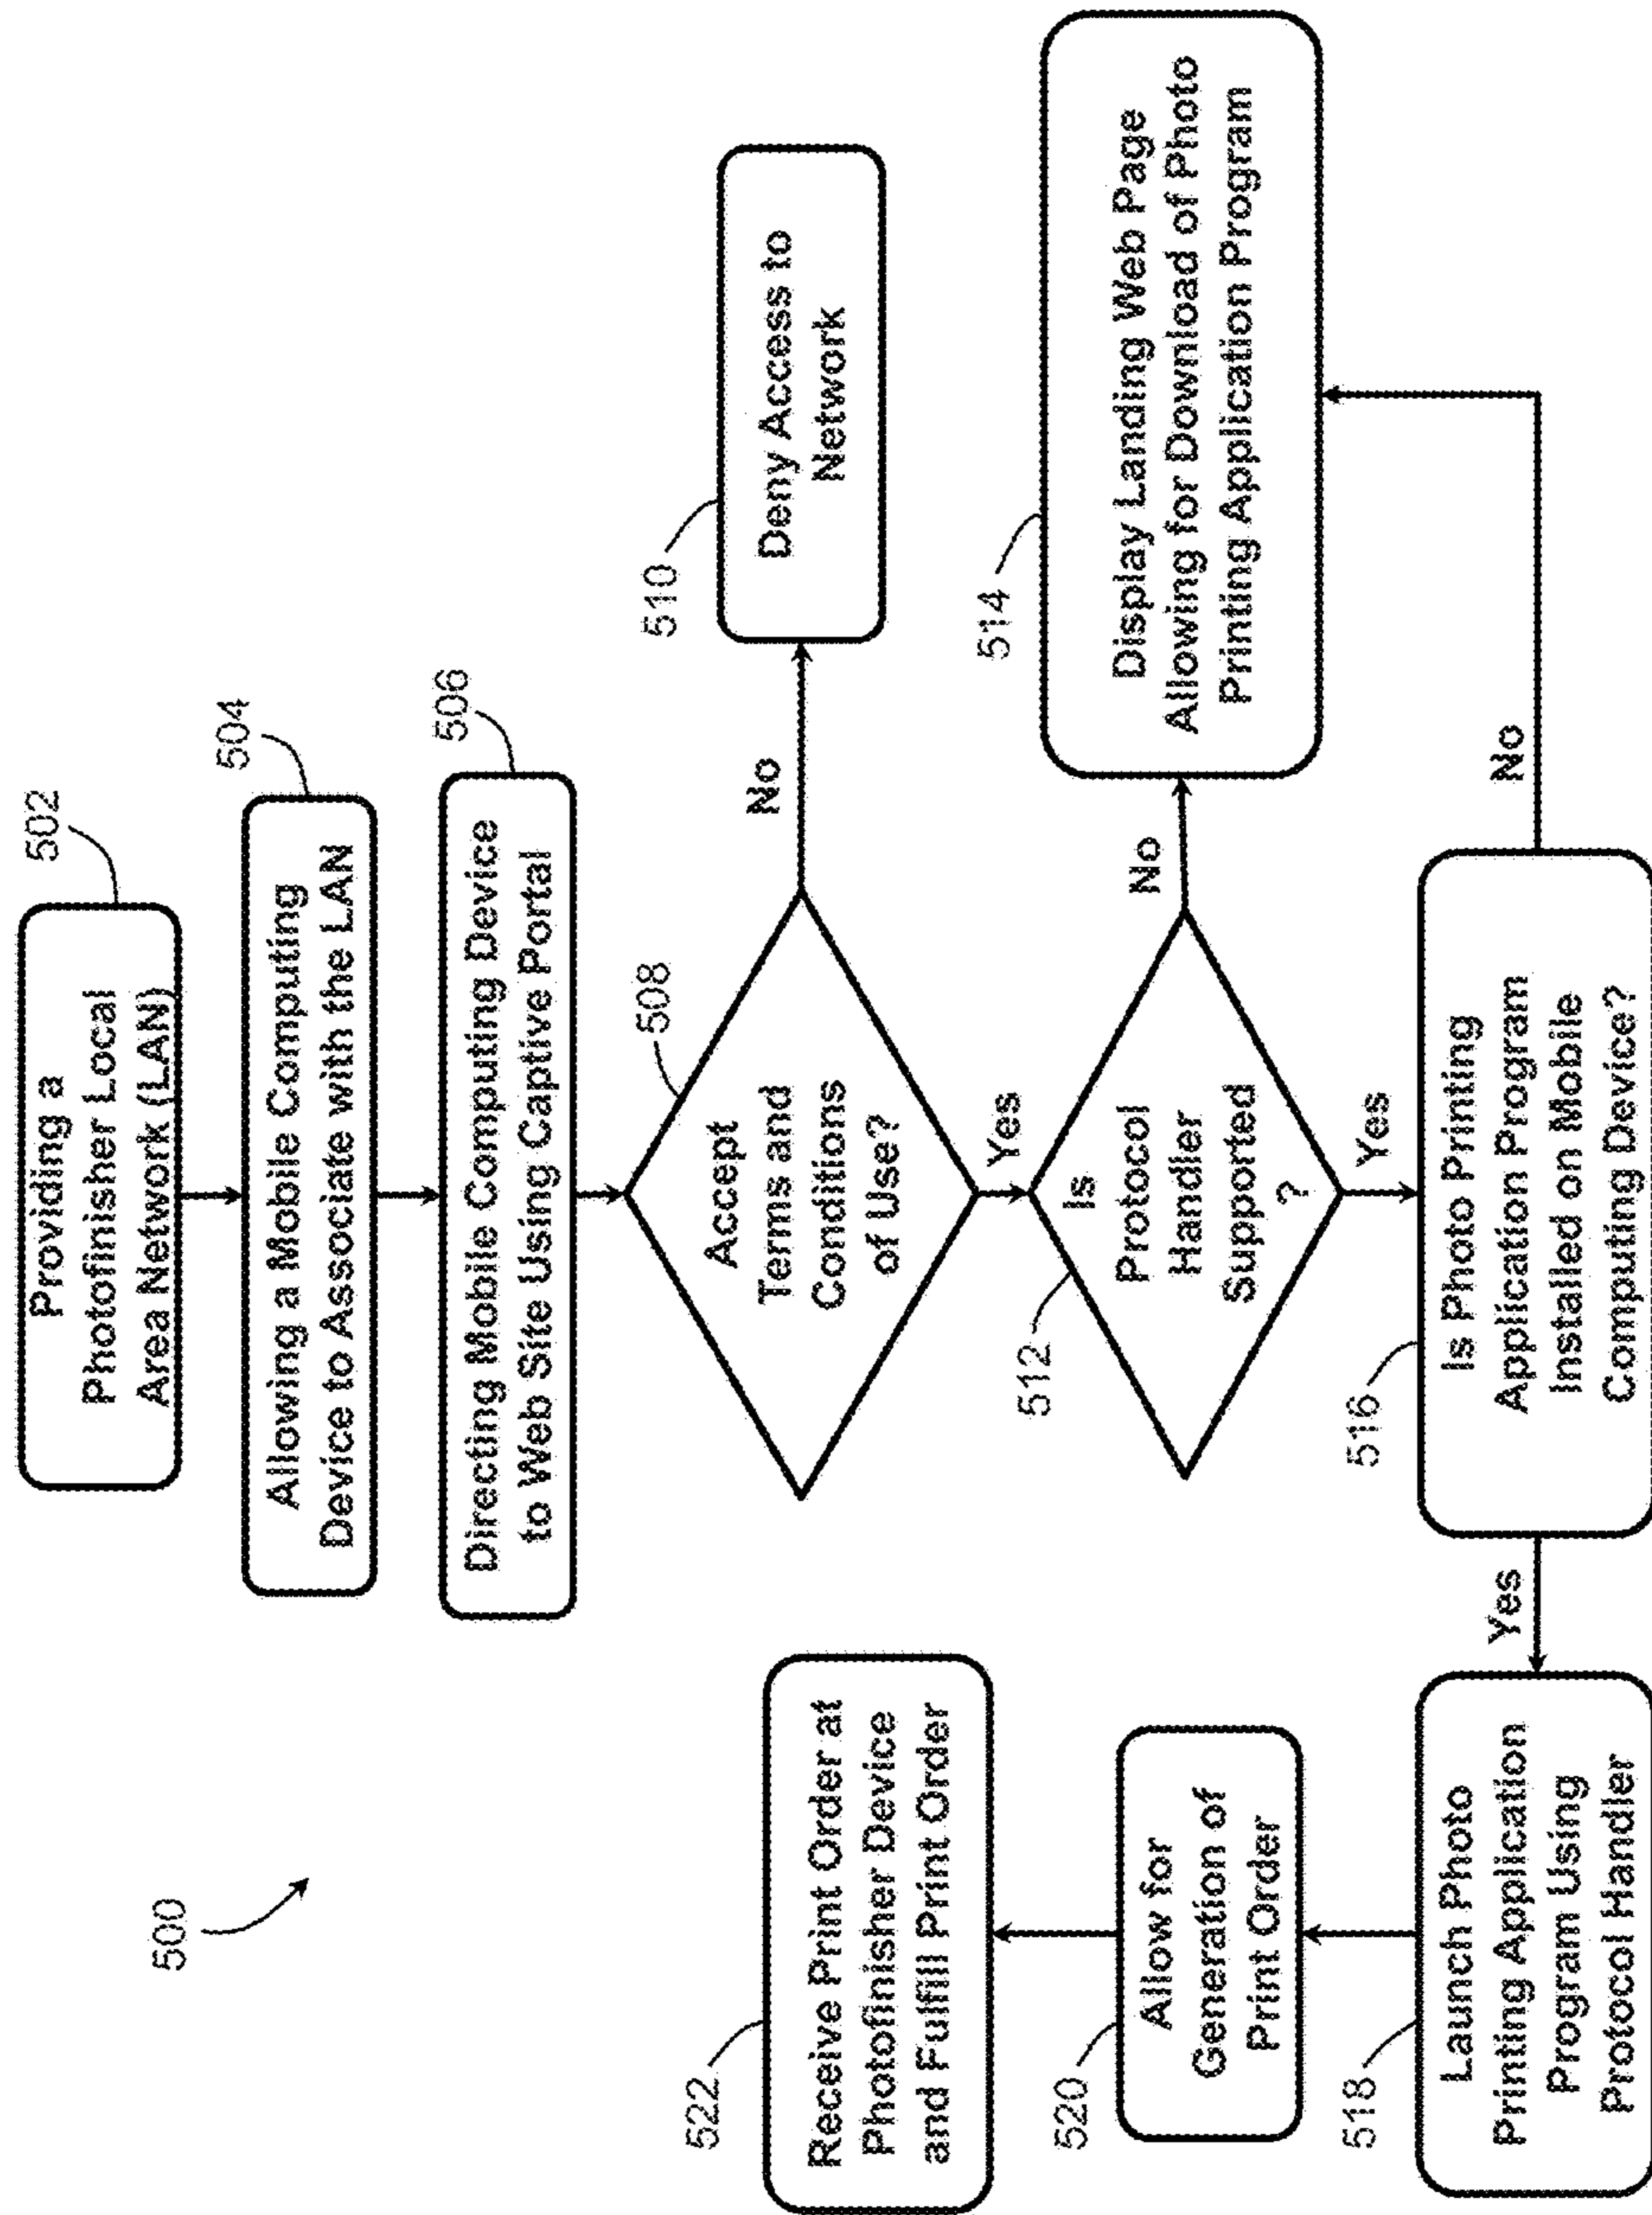 500
502
Providing a
Photofinisher Local
Area Network (LAN)
504
Allowing a Mobile Computing
Device to Associate with the LAN
506
Directing Mobile Computing Device
to Web Site Using Captive Portal
508
Accept
Terms and
Conditions
of Use?
No
510
Deny Access to
Network
Yes
512
Is
Protocol
Handler
Supported
?
No
514
Display Landing Web Page
Allowing for Download of Photo
Printing Application Program
Yes
516
Is Photo Printing
Application Program
Installed on Mobile
Computing Device?
No
Yes
518
Launch Photo
Printing Application
Program Using
Protocol Handler
520
Allow for
Generation of
Print Order
522
Receive Print Order at
Photofinisher Device
and Fulfill Print Order